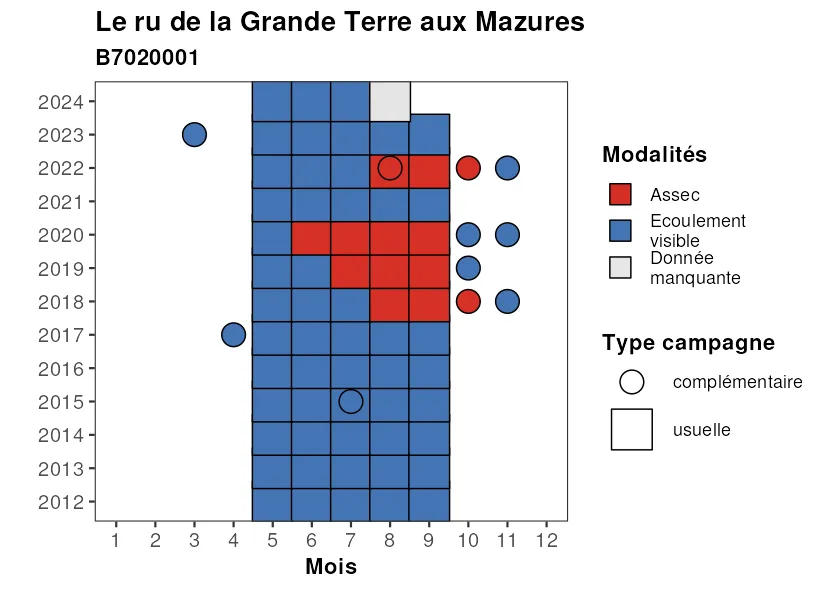 Le ru de la Grande Terre aux Mazures
B7020001
2024
2023
2022
2021
2020
2019
2018
2017
2016
2015
2014
2013
2012
1 2 3 4 5 6 7 8 9 10 11 12
Mois
Modalités
Assec
Ecoulement
visible
Donnée
manquante
Type campagne
complémentaire
usuelle